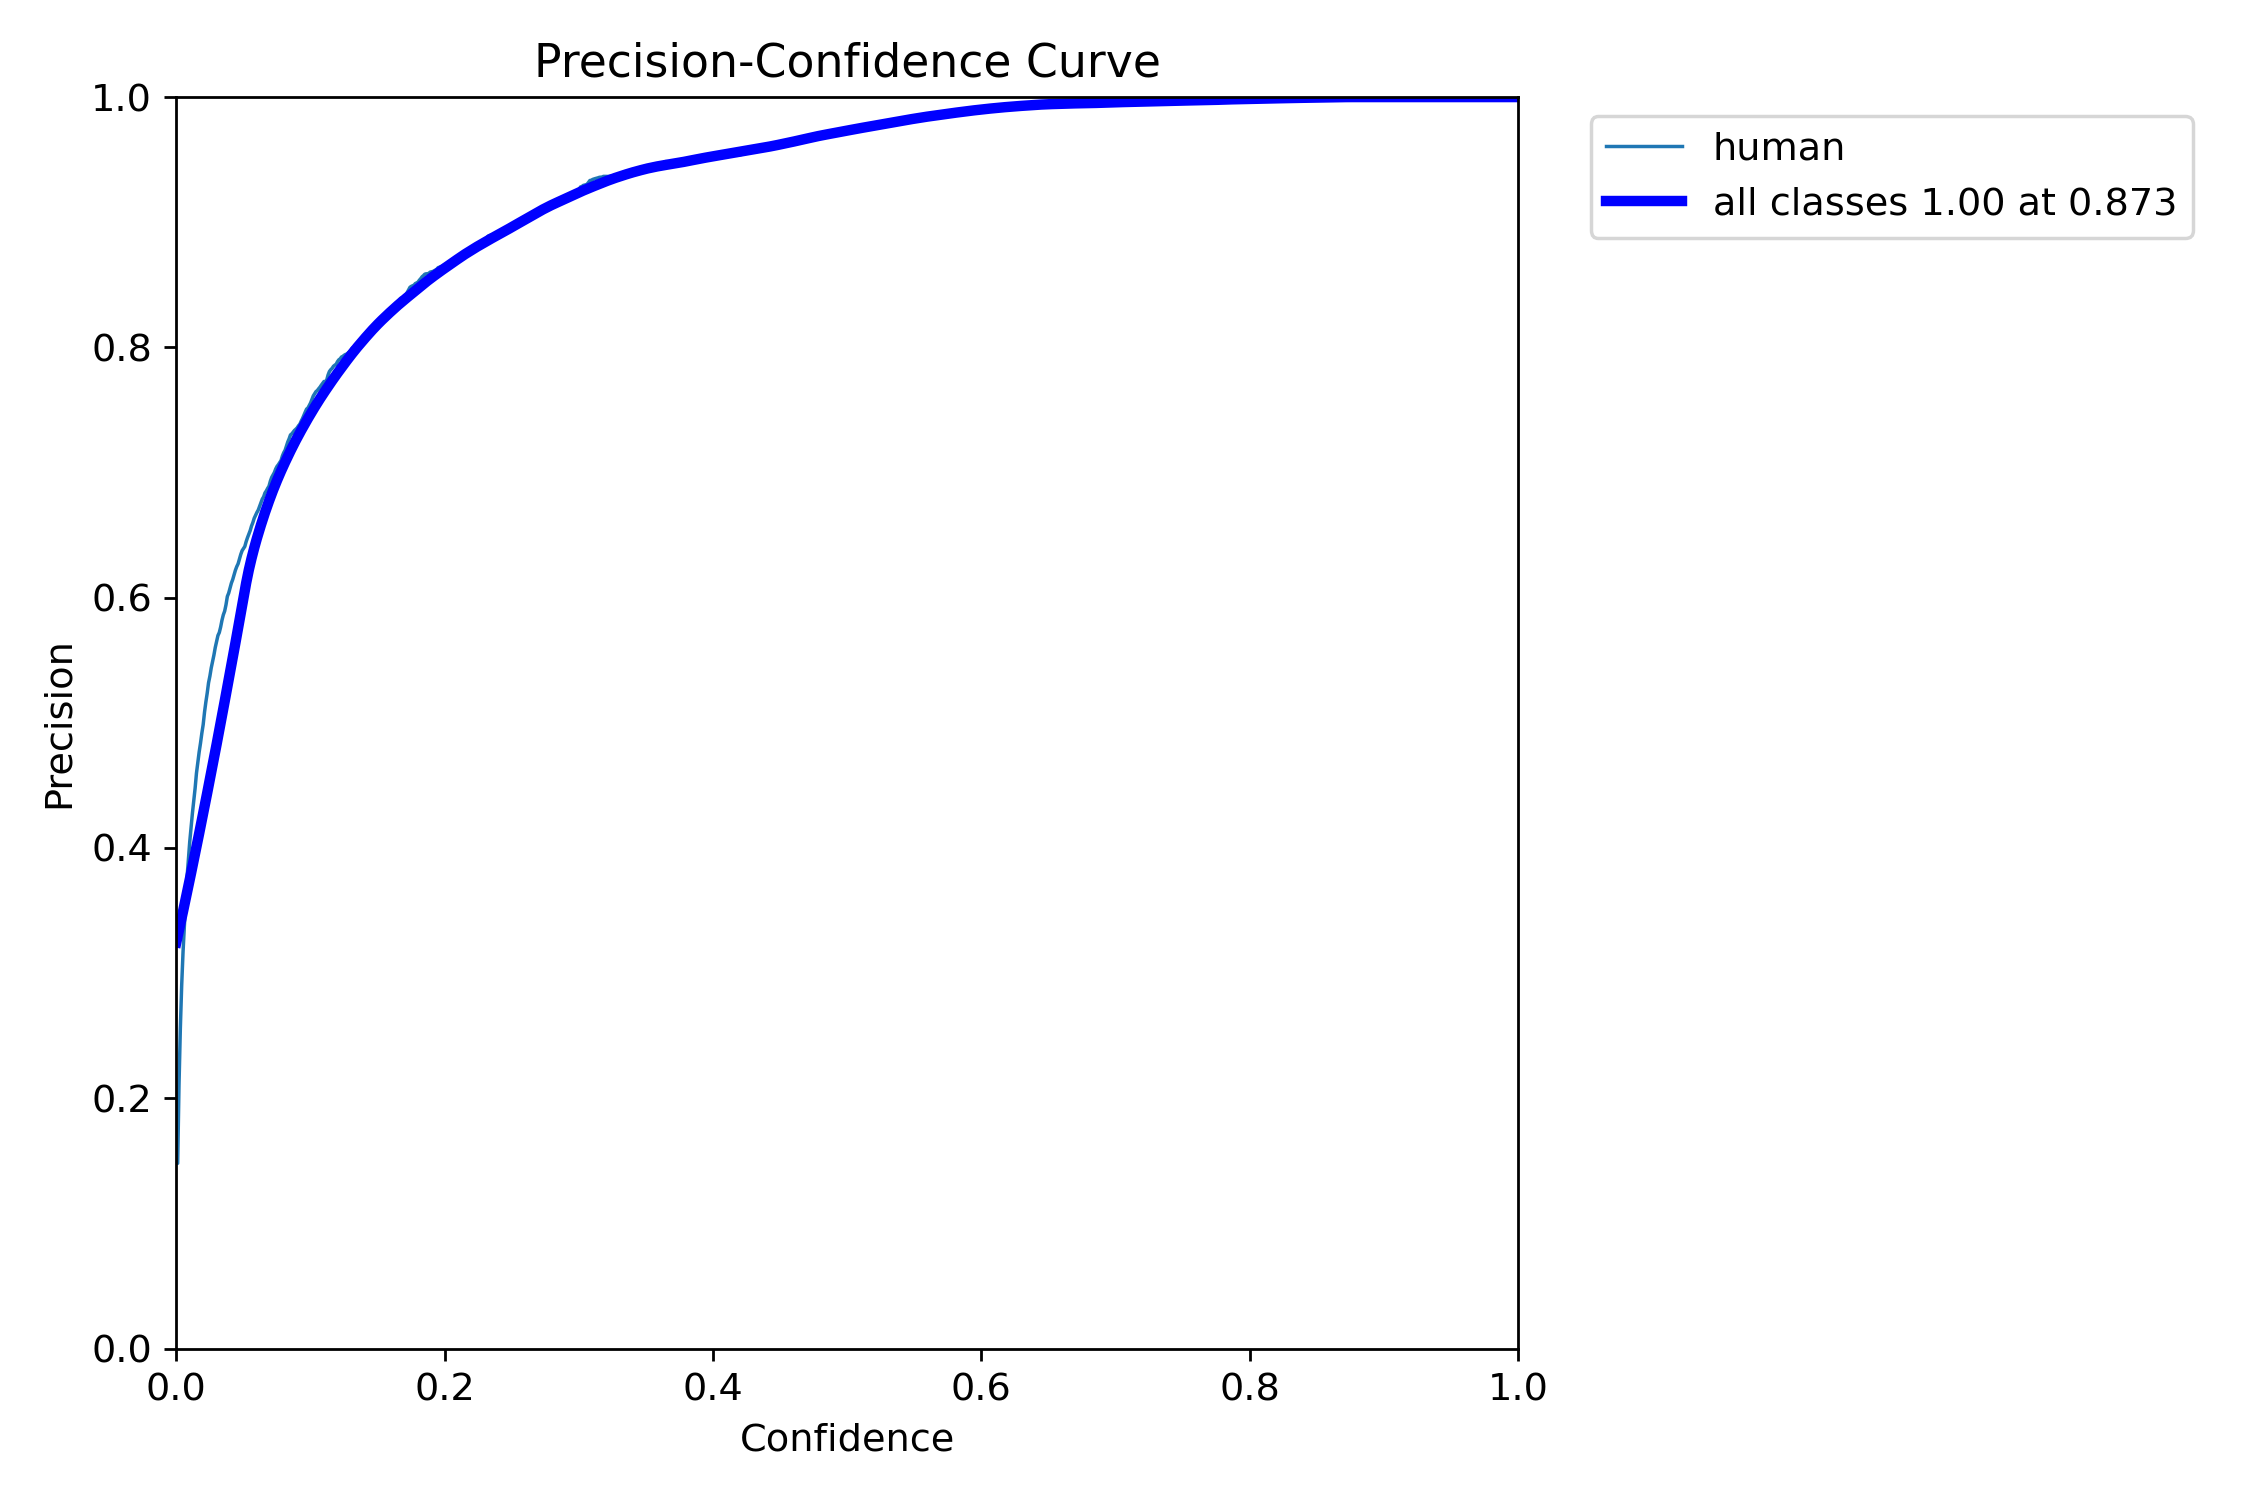 Precision-Confidence Curve
1.0
0.8
0.6
0.4
0.2
0.0
Precision
0.0 0.2 0.4 0.6 0.8 1.0
Confidence
human
all classes 1.00 at 0.873